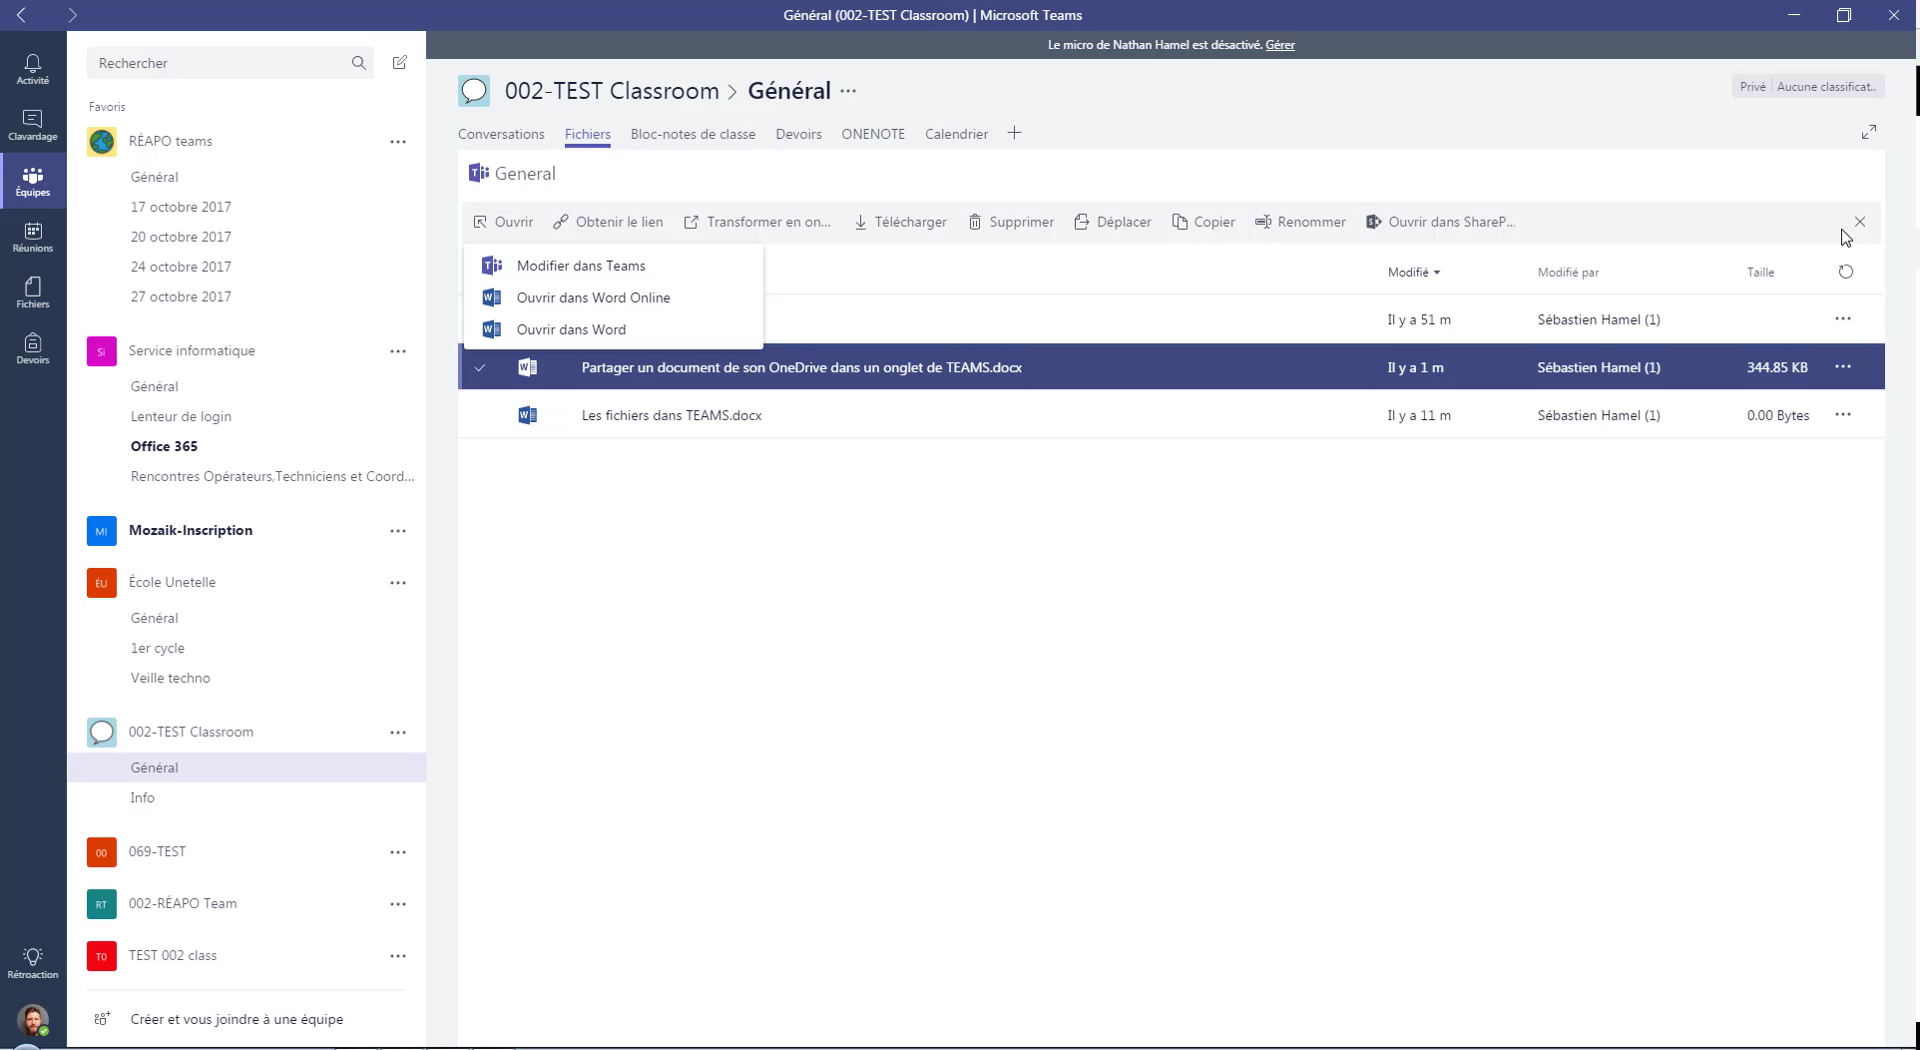 Général (002-TEST Classroom) | Microsoft Teams
Le micro de Nathan Hamel est désactivé. Gérer
Activité
Clavardage
Équipes
Réunions
Fichiers
Devoirs
Rétroaction
Rechercher
Favoris
RÉAPO teams
Général
17 octobre 2017
20 octobre 2017
24 octobre 2017
27 octobre 2017
Si Service informatique
Général
Lenteur de login
Office 365
Rencontres Opérateurs,Techniciens et Coord...
MI Mozaik-Inscription
ÉU École Unetelle
Général
1er cycle
Veille techno
002-TEST Classroom
Général
Info
00 069-TEST
RT 002-RÉAPO Team
T0 TEST 002 class
Créer et vous joindre à une équipe
002-TEST Classroom > Général ...
Privé | Aucune classificat..
Conversations Fichiers Bloc-notes de classe Devoirs ONENOTE Calendrier +
General
Ouvrir Obtenir le lien Transformer en on... Télécharger Supprimer Déplacer Copier Renommer Ouvrir dans ShareP...
Modifier dans Teams
Ouvrir dans Word Online
Ouvrir dans Word
Modifié Modifié par Taille
Il y a 51 m Sébastien Hamel (1)
Partager un document de son OneDrive dans un onglet de TEAMS.docx Il y a 1 m Sébastien Hamel (1) 344.85 KB
Les fichiers dans TEAMS.docx Il y a 11 m Sébastien Hamel (1) 0.00 Bytes